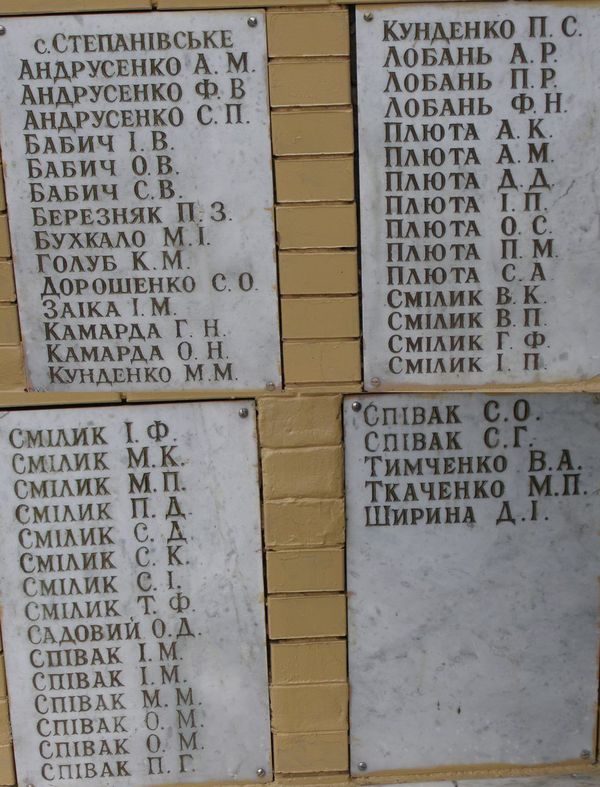 с.Степанівське
Андрусенко А.М.
Андрусенко Ф.В
Андрусенко С.П.
Бабич І.В.
Бабич О.В.
Бабич С.В.
Березняк П.З.
Бухкало М.І.
Голуб К.М.
Дорошенко С.О.
Заїка І.М.
Камарда Г.Н.
Камарда О.Н.
Кунденко М.М.
Кунденко П.С.
Лобань А.Р.
Лобань П.Р.
Лобань Ф.Н.
Плюта А.К.
Плюта А.М.
Плюта Д.Д.
Плюта І.П.
Плюта О.С.
Плюта П.М
Плюта С.А
Смілик В.К.
Смілик В.П.
Смілик Г.Ф.
Смілик І.П.
Смілик І.Ф.
Смілик М.К.
Смілик М.П.
Смілик П.Д.
Смілик С.Д
Смілик С.К.
Смілик С.І.
Смілик Т.Ф.
Садовий О.Д.
Співак І.М.
Співак І.М.
Співак М.М.
Співак О.М.
Співак О.М.
Співак П.Г.
Співак С.О.
Співак С.Г.
Тимченко В.А.
Ткаченко М.П.
Ширина Д.І.